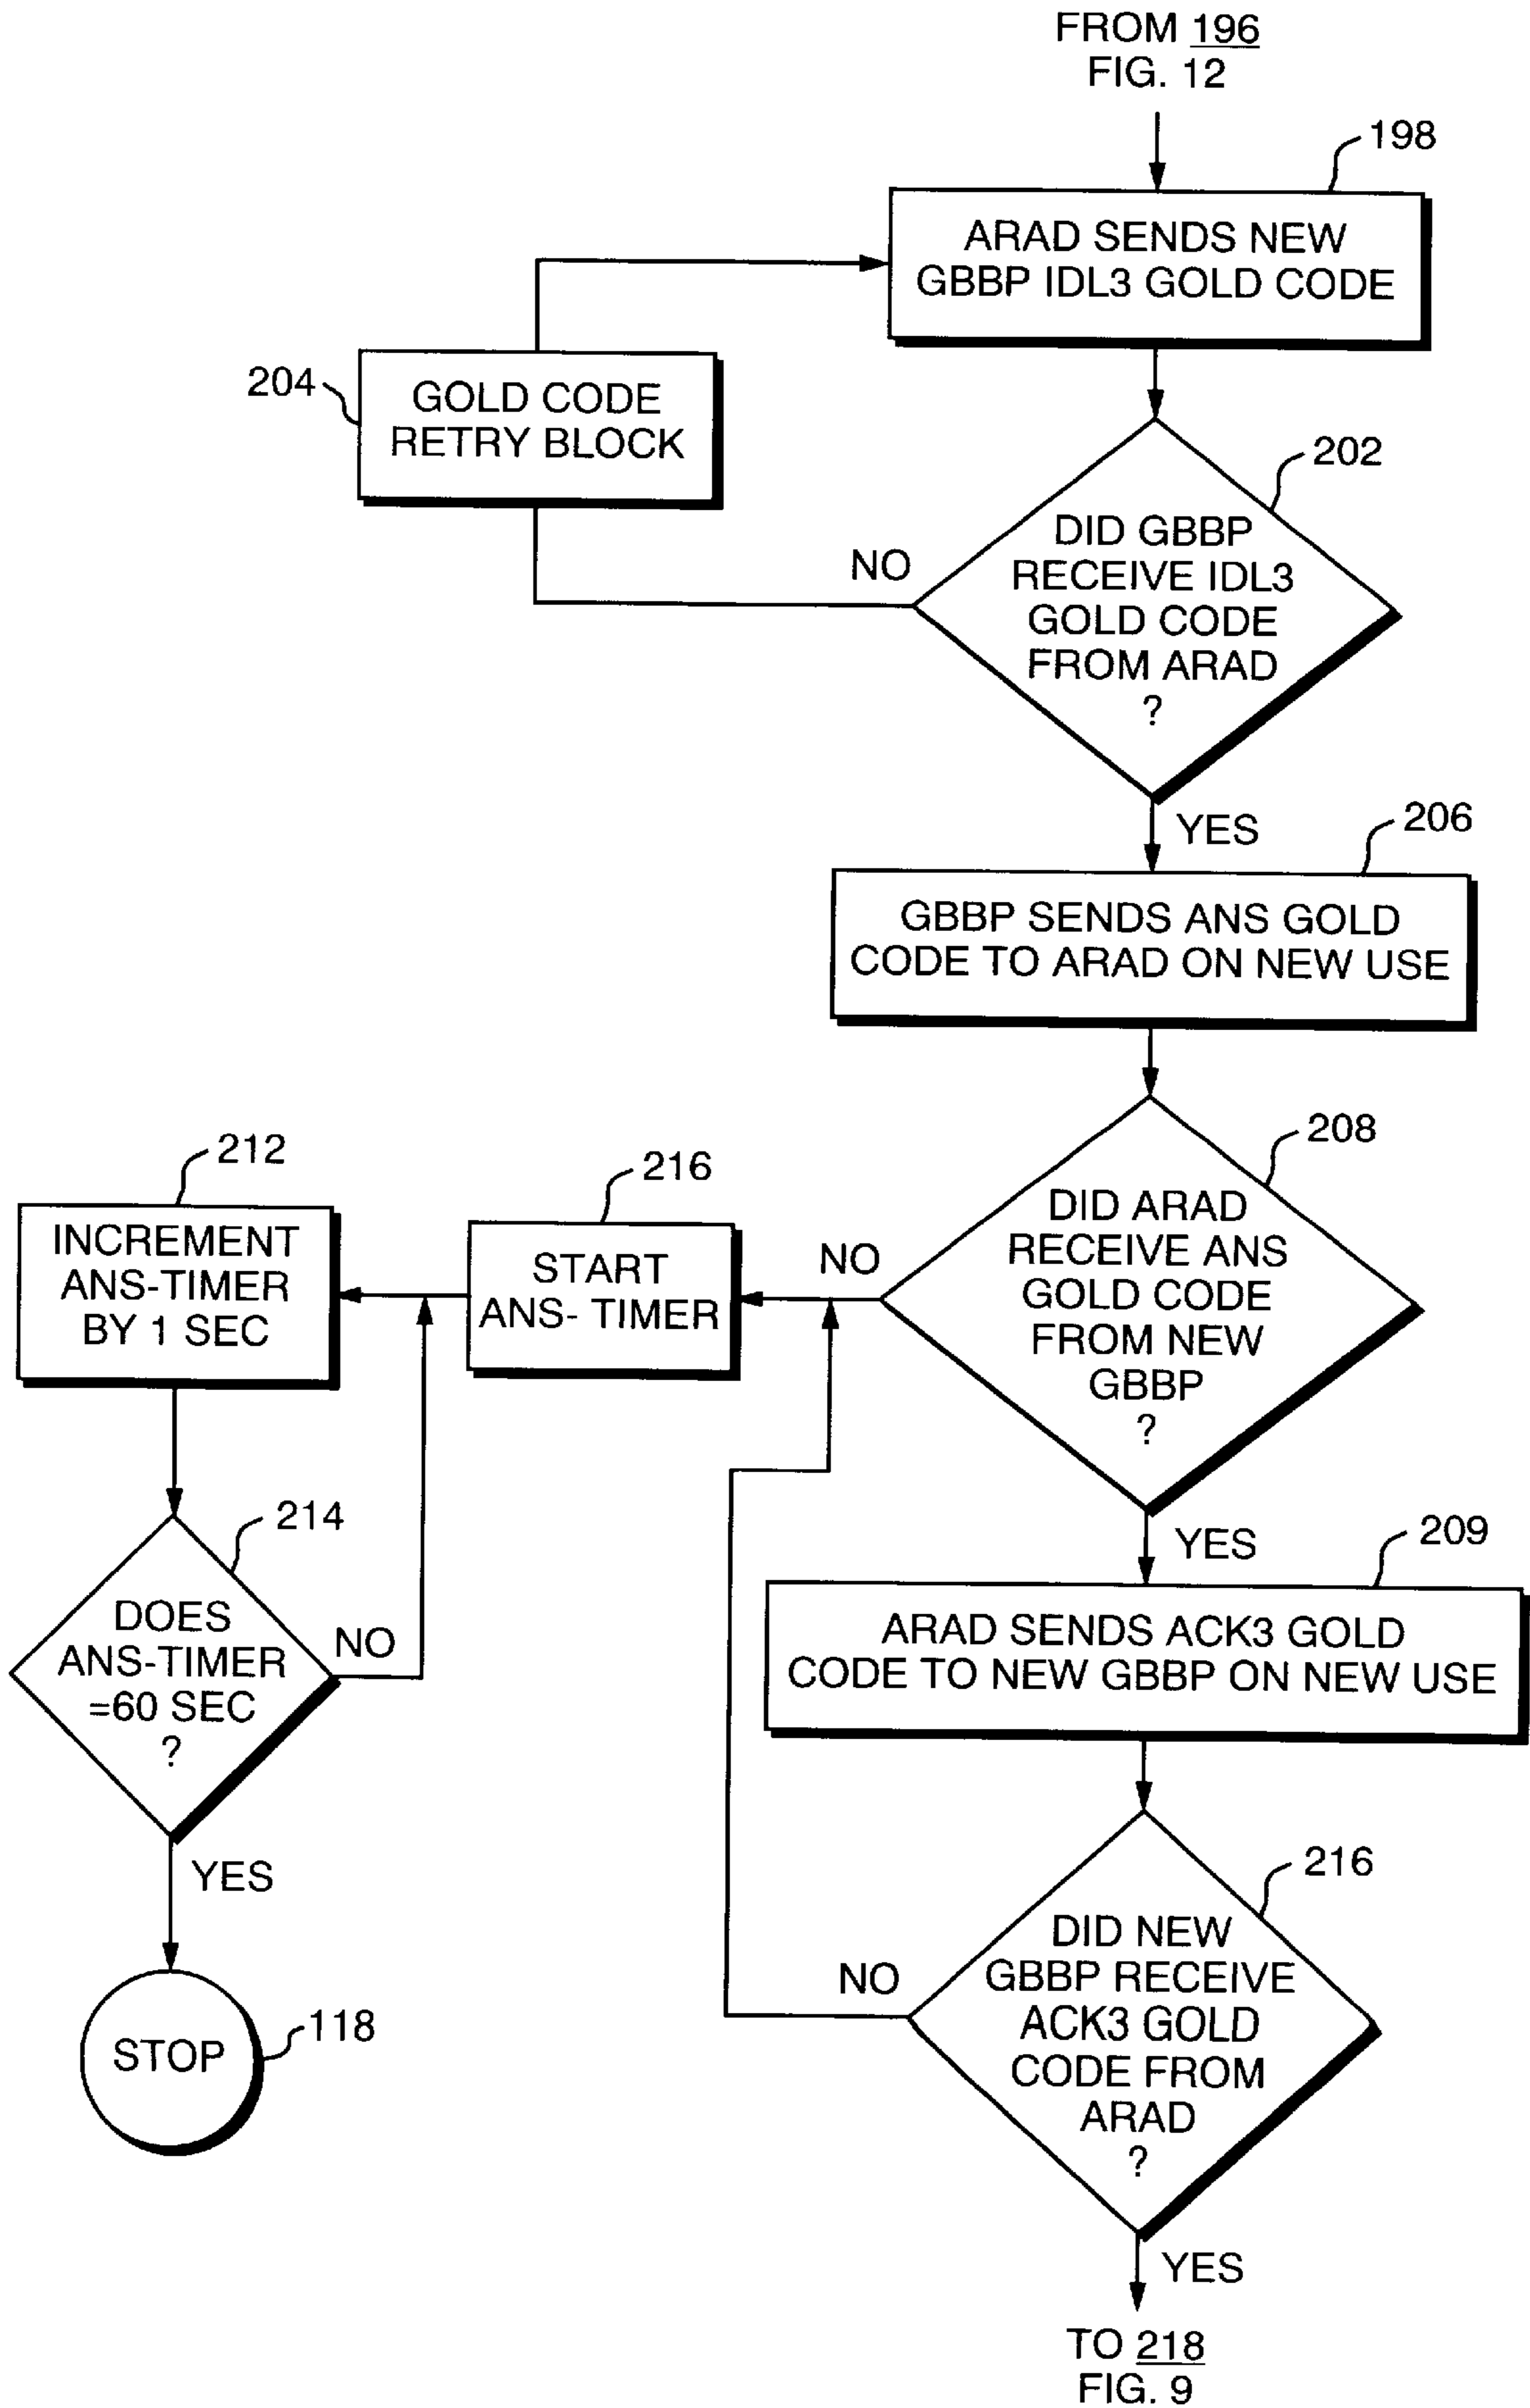 FROM 196
FIG. 12
198
ARAD SENDS NEW
GBBP IDL3 GOLD CODE
204
GOLD CODE
RETRY BLOCK
202
DID GBBP
RECEIVE IDL3
GOLD CODE
FROM ARAD
?
NO
YES
206
GBBP SENDS ANS GOLD
CODE TO ARAD ON NEW USE
208
DID ARAD
RECEIVE ANS
GOLD CODE
FROM NEW
GBBP
?
NO
216
START
ANS- TIMER
212
INCREMENT
ANS-TIMER
BY 1 SEC
214
DOES
ANS-TIMER
=60 SEC
?
NO
YES
STOP
118
YES
209
ARAD SENDS ACK3 GOLD
CODE TO NEW GBBP ON NEW USE
216
DID NEW
GBBP RECEIVE
ACK3 GOLD
CODE FROM
ARAD
?
NO
YES
TO 218
FIG. 9